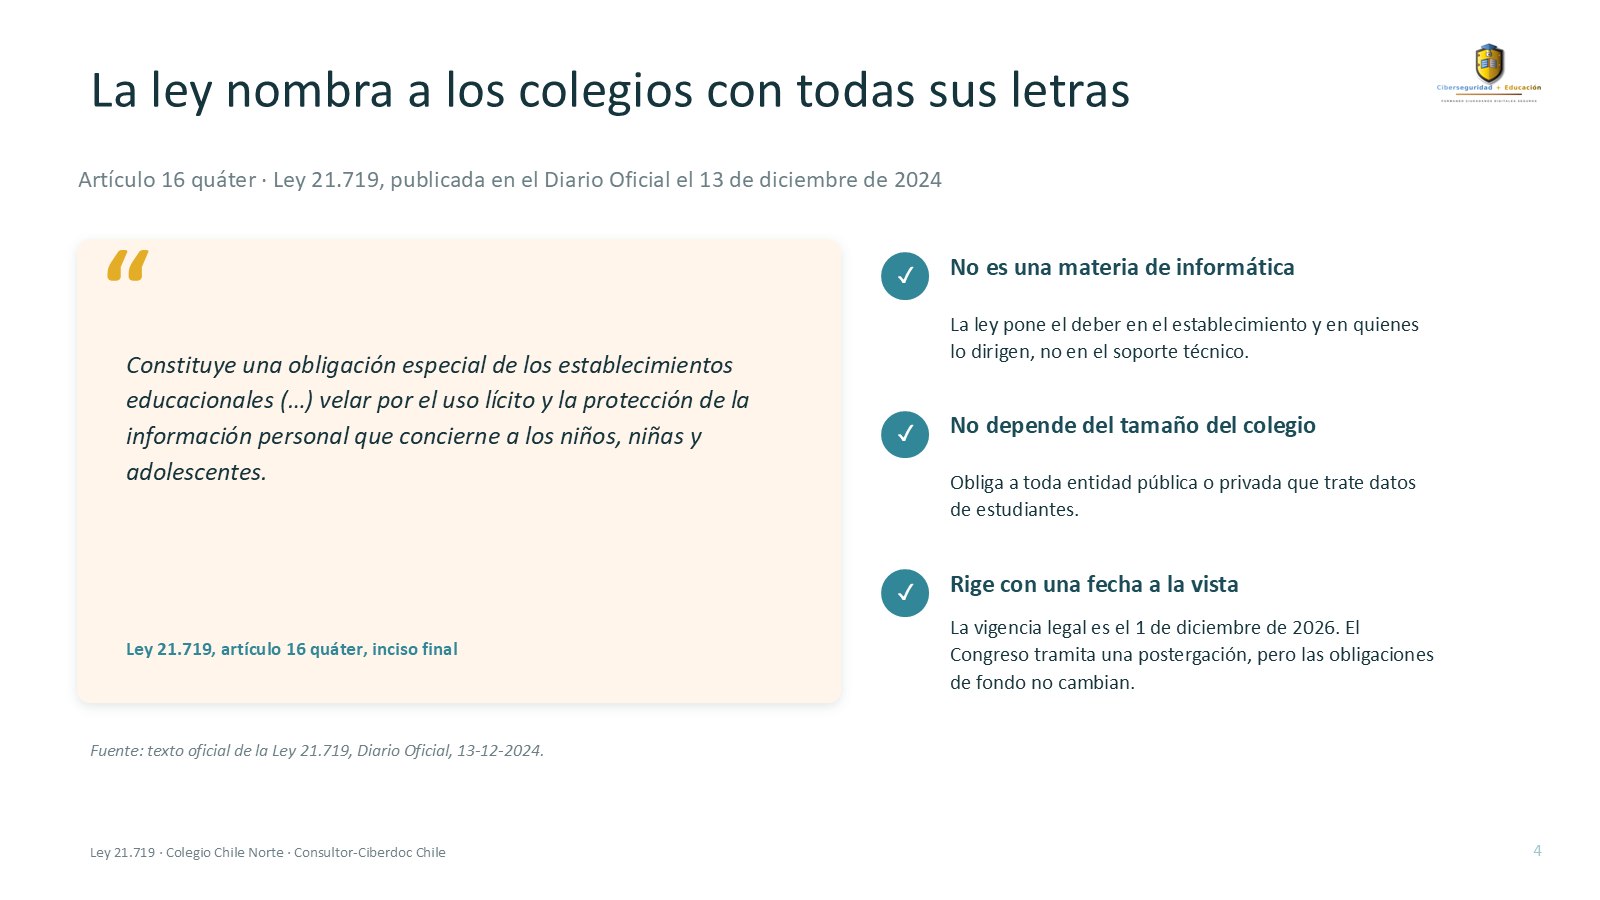 La ley nombra a los colegios con todas sus letras
Ciberseguridad + Educación
FORMANDO CIUDADANOS DIGITALES SEGUROS
Artículo 16 quáter · Ley 21.719, publicada en el Diario Oficial el 13 de diciembre de 2024
“
Constituye una obligación especial de los establecimientos
educacionales (…) velar por el uso lícito y la protección de la
información personal que concierne a los niños, niñas y
adolescentes.
Ley 21.719, artículo 16 quáter, inciso final
✓ No es una materia de informática
La ley pone el deber en el establecimiento y en quienes
lo dirigen, no en el soporte técnico.
✓ No depende del tamaño del colegio
Obliga a toda entidad pública o privada que trate datos
de estudiantes.
✓ Rige con una fecha a la vista
La vigencia legal es el 1 de diciembre de 2026. El
Congreso tramita una postergación, pero las obligaciones
de fondo no cambian.
Fuente: texto oficial de la Ley 21.719, Diario Oficial, 13-12-2024.
Ley 21.719 · Colegio Chile Norte · Consultor-Ciberdoc Chile
4